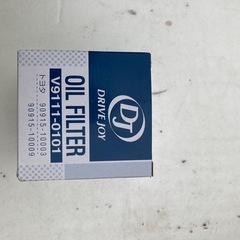 DJ
DRIVE JOY
OIL FILTER
V9111-0101
トヨタ 90915-10003
90915-10009